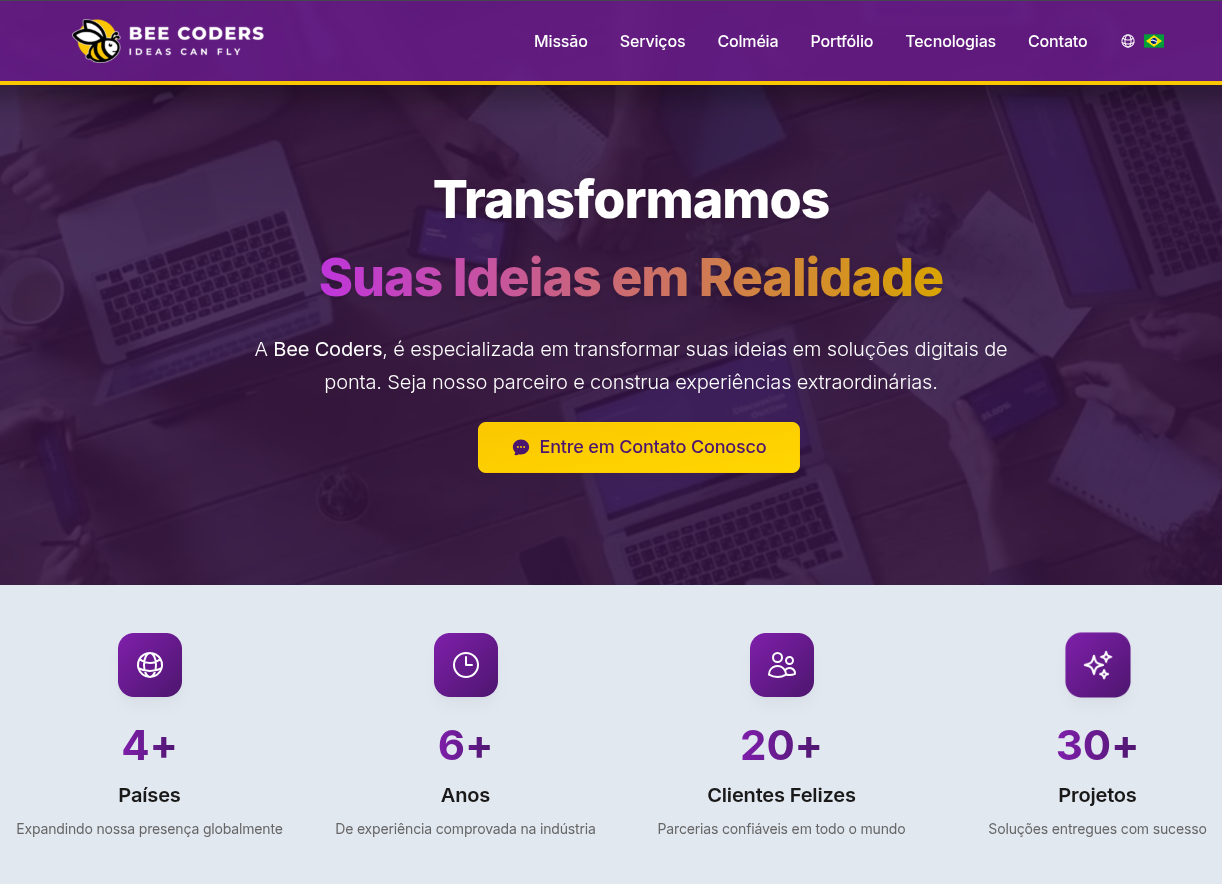 BEE CODERS
IDEAS CAN FLY
Missão Serviços Colméia Portfólio Tecnologias Contato
Transformamos
Suas Ideias em Realidade
A Bee Coders, é especializada em transformar suas ideias em soluções digitais de
ponta. Seja nosso parceiro e construa experiências extraordinárias.
Entre em Contato Conosco
4+ 6+ 20+ 30+
Países Anos Clientes Felizes Projetos
Expandindo nossa presença globalmente De experiência comprovada na indústria Parcerias confiáveis em todo o mundo Soluções entregues com sucesso